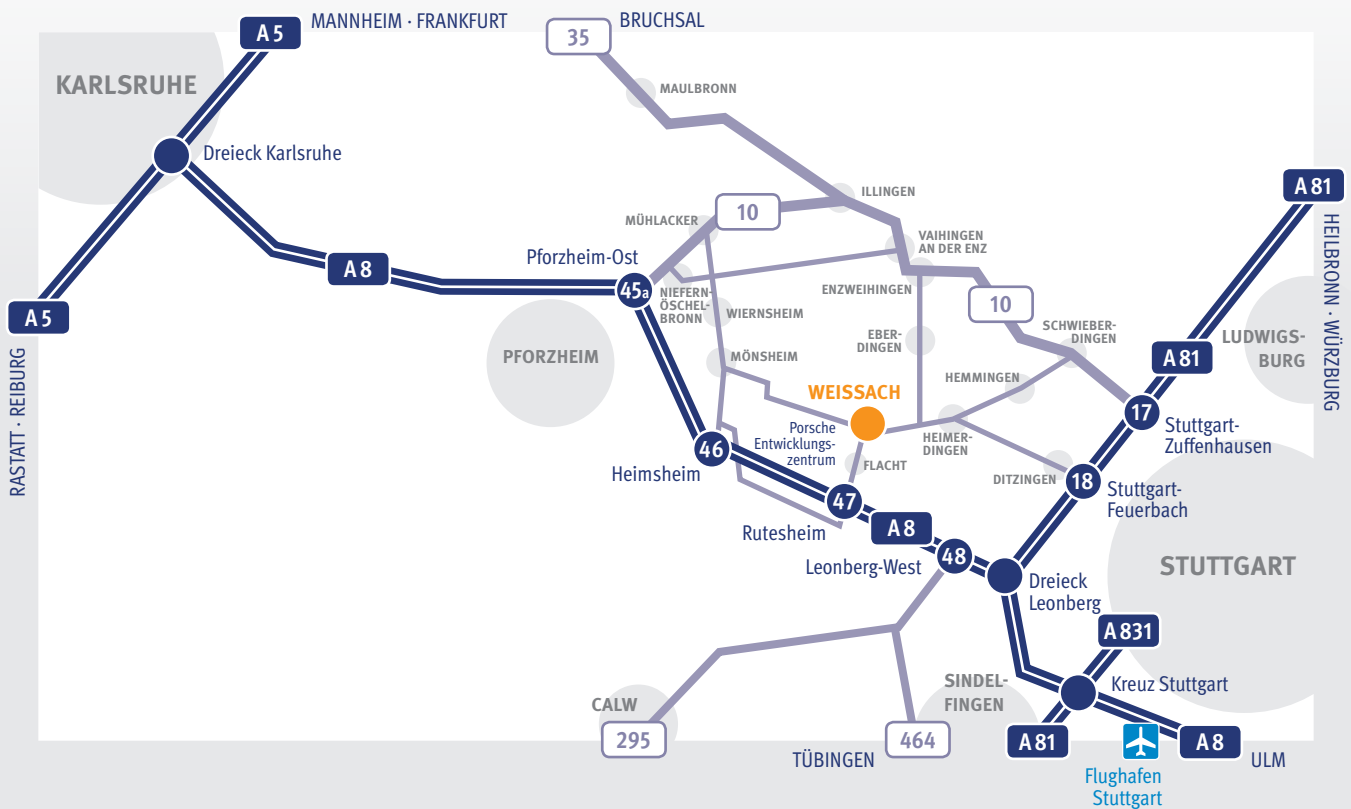 A 5
MANNHEIM · FRANKFURT
35
BRUCHSAL
KARLSRUHE
MAULBRONN
Dreieck Karlsruhe
A 81
HEILBRONN · WÜRZBURG
ILLINGEN
10
MÜHLACKER
VAIHINGEN
AN DER ENZ
Pforzheim-Ost
A 8
45a
NIEFERN-
ÖSCHEL-
BRONN
ENZWEIHINGEN
10
A 5
RASTATT · REIBURG
WIERNSHEIM
SCHWIEBER-
DINGEN
EBER-
DINGEN
LUDWIGS-
BURG
A 81
PFORZHEIM
MÖNSHEIM
HEMMINGEN
WEISSACH
Porsche
Entwicklungs-
zentrum
17
Stuttgart-
Zuffenhausen
HEIMER-
DINGEN
46
Heimsheim
FLACHT
DITZINGEN
18
Stuttgart-
Feuerbach
47
Rutesheim
A 8
48
Leonberg-West
STUTTGART
Dreieck
Leonberg
A 831
SINDEL-
FINGEN
Kreuz Stuttgart
CALW
295
464
TÜBINGEN
A 81
A 8
ULM
Flughafen
Stuttgart